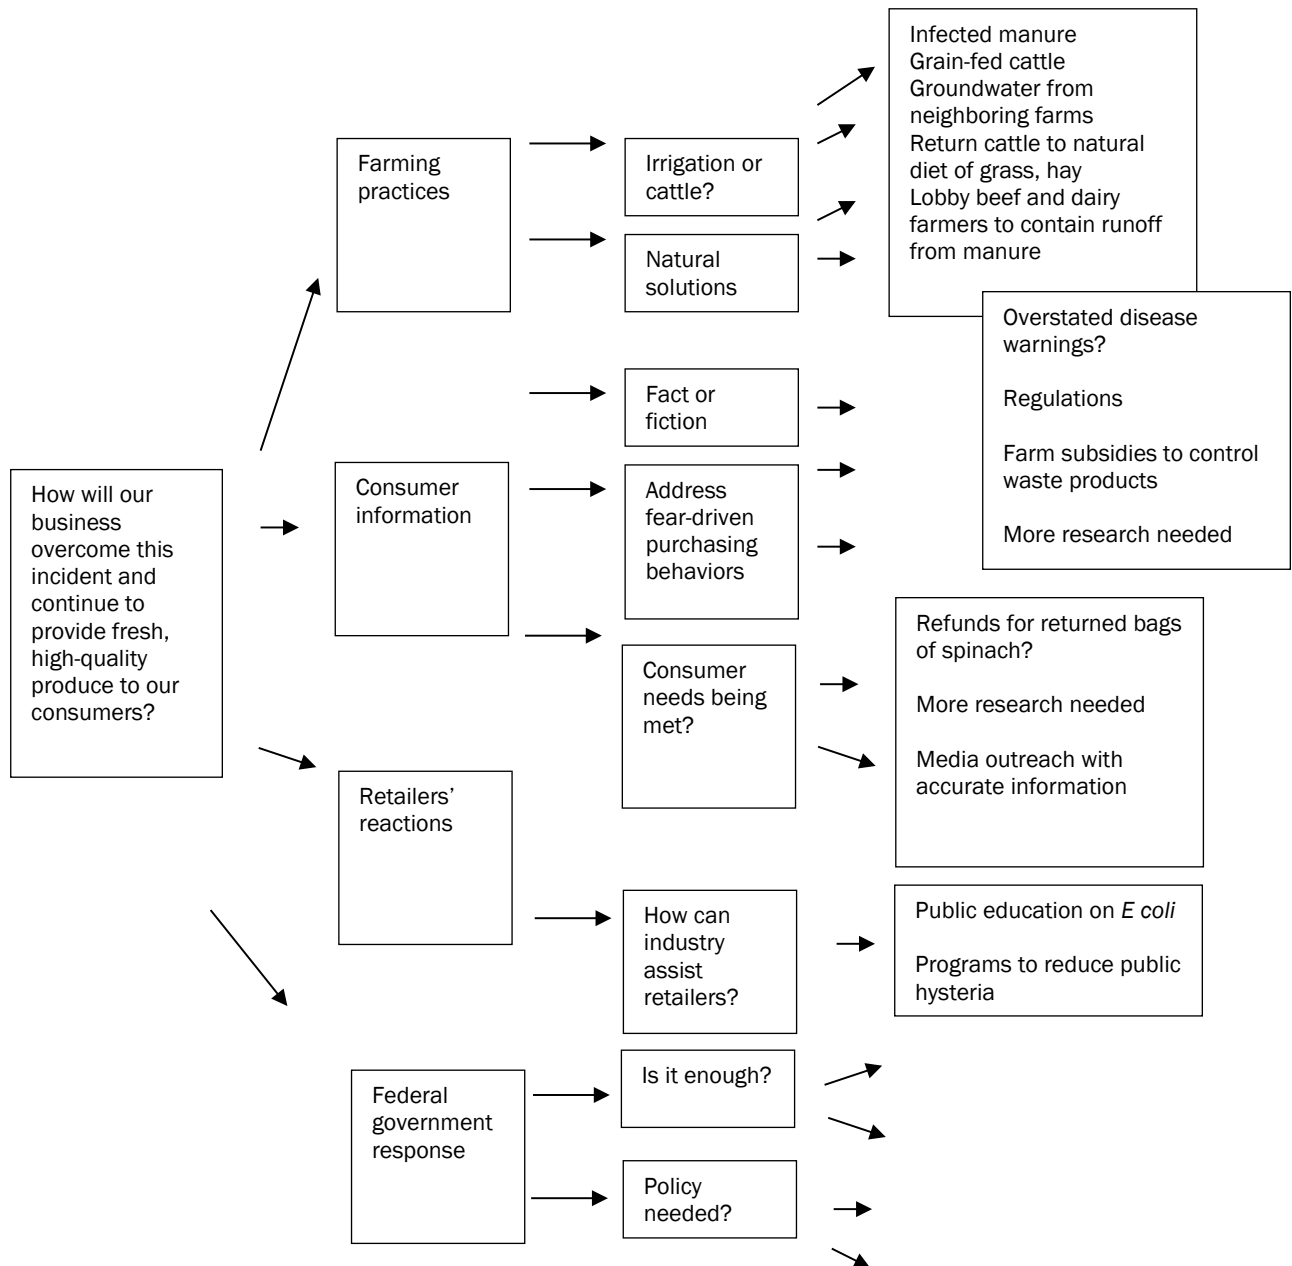 How will our
business
overcome this
incident and
continue to
provide fresh,
high-quality
produce to our
consumers?
Farming
practices
Consumer
information
Retailers’
reactions
Federal
government
response
Irrigation or
cattle?
Natural
solutions
Fact or
fiction
Address
fear-driven
purchasing
behaviors
Consumer
needs being
met?
How can
industry
assist
retailers?
Is it enough?
Policy
needed?
Infected manure
Grain-fed cattle
Groundwater from
neighboring farms
Return cattle to natural
diet of grass, hay
Lobby beef and dairy
farmers to contain runoff
from manure
Overstated disease
warnings?
Regulations
Farm subsidies to control
waste products
More research needed
Refunds for returned bags
of spinach?
More research needed
Media outreach with
accurate information
Public education on E coli
Programs to reduce public
hysteria